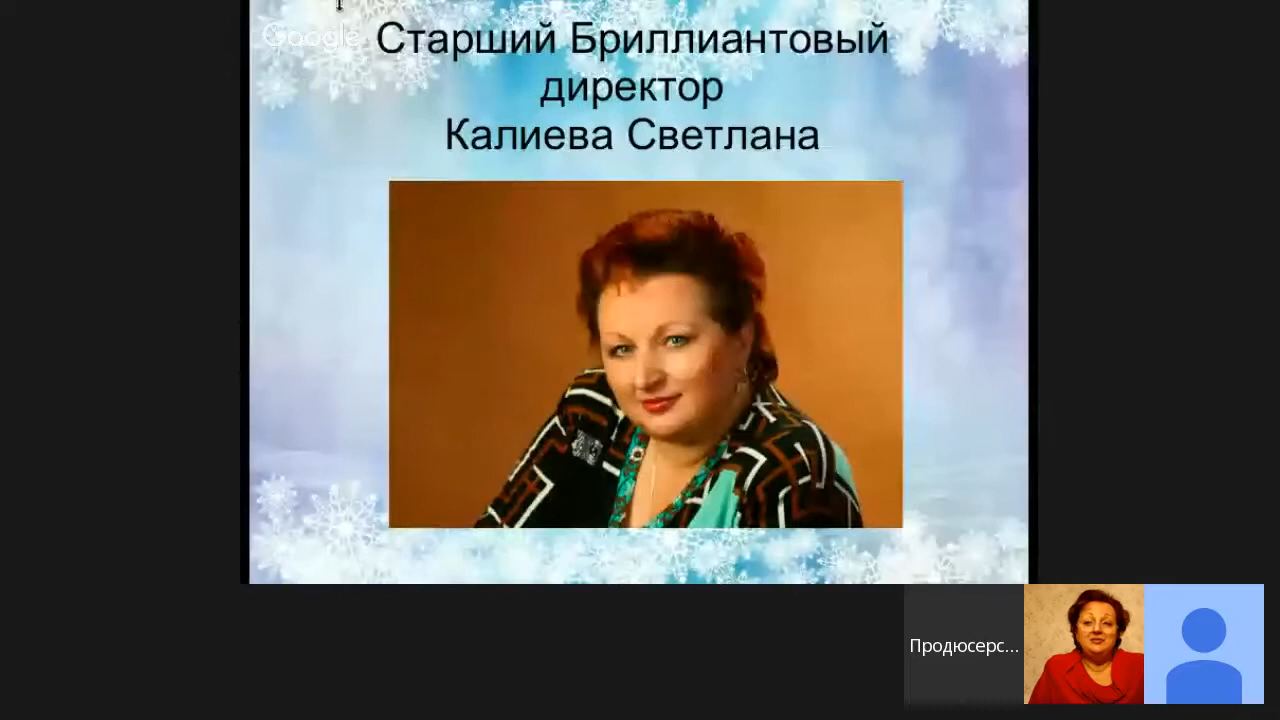 Google
Старший Бриллиантовый
директор
Калиева Светлана
Продюсерс...